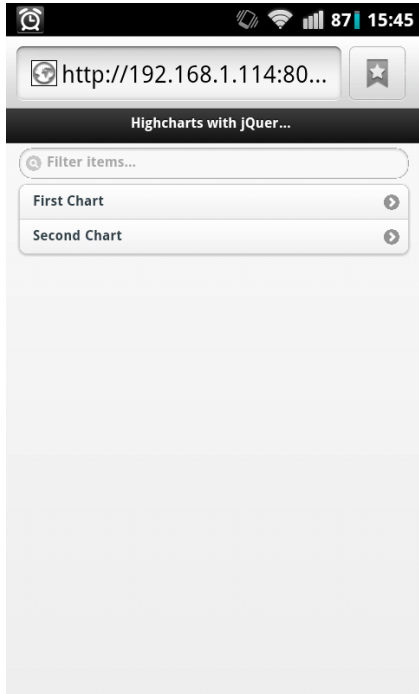 87 15:45
http://192.168.1.114:80...
Highcharts with jQuer...
Filter items...
First Chart
Second Chart